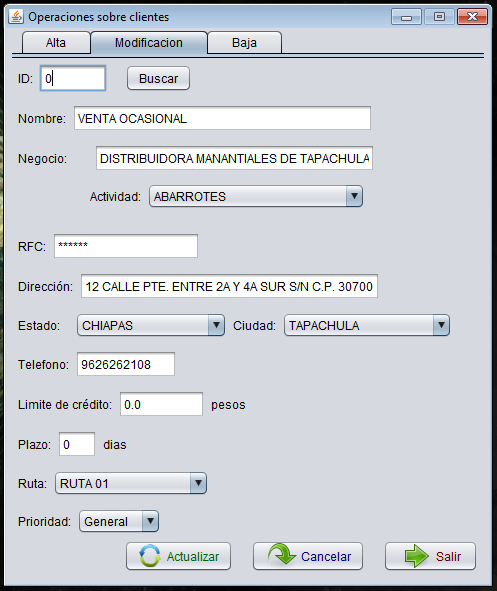 Operaciones sobre clientes
Alta Modificacion Baja
ID: 0 Buscar
Nombre: VENTA OCASIONAL
Negocio: DISTRIBUIDORA MANANTIALES DE TAPACHULA
Actividad: ABARROTES
RFC: ******
Dirección: 12 CALLE PTE. ENTRE 2A Y 4A SUR S/N C.P. 30700
Estado: CHIAPAS Ciudad: TAPACHULA
Telefono: 9626262108
Limite de crédito: 0.0 pesos
Plazo: 0 dias
Ruta: RUTA 01
Prioridad: General
Actualizar Cancelar Salir